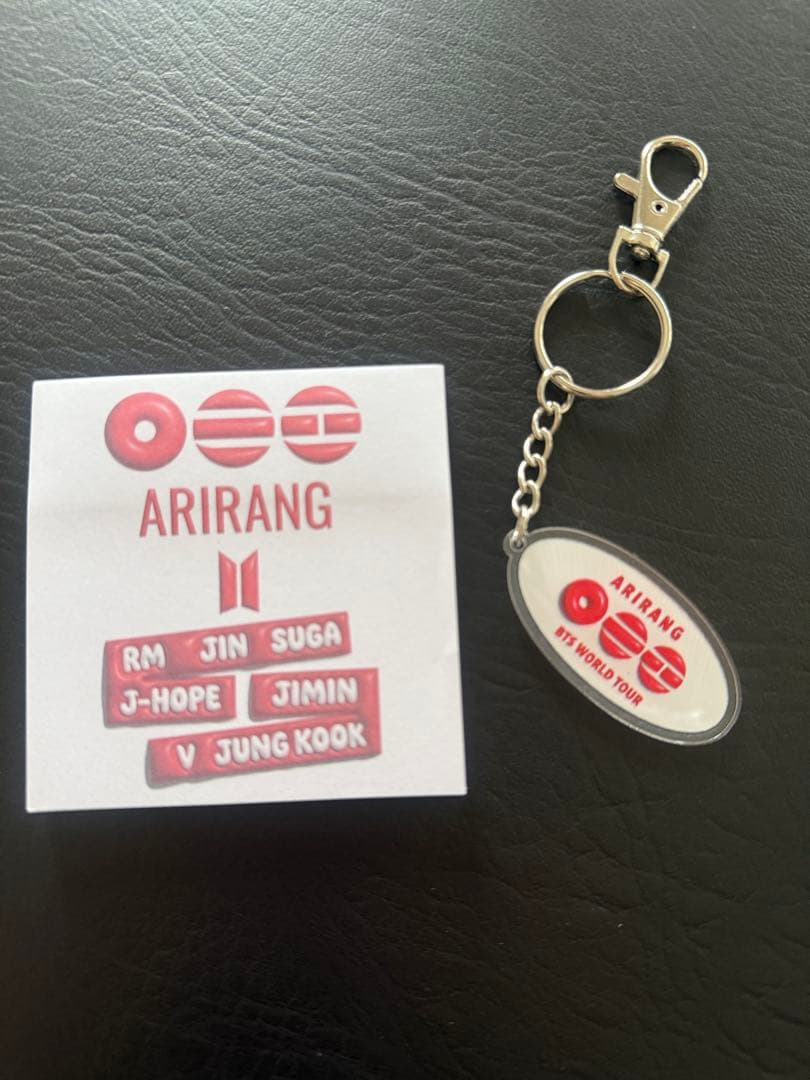 ARIRANG
RM JIN SUGA
J-HOPE JIMIN
V JUNG KOOK
ARIRANG
BTS WORLD TOUR